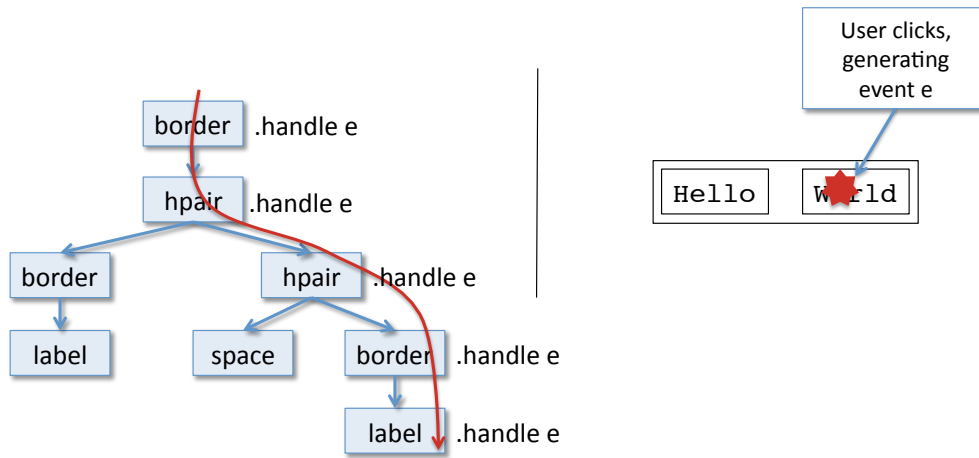 User clicks,
generating
event e
border .handle e
hpair .handle e
border hpair .handle e
label space border .handle e
label .handle e
Hello World